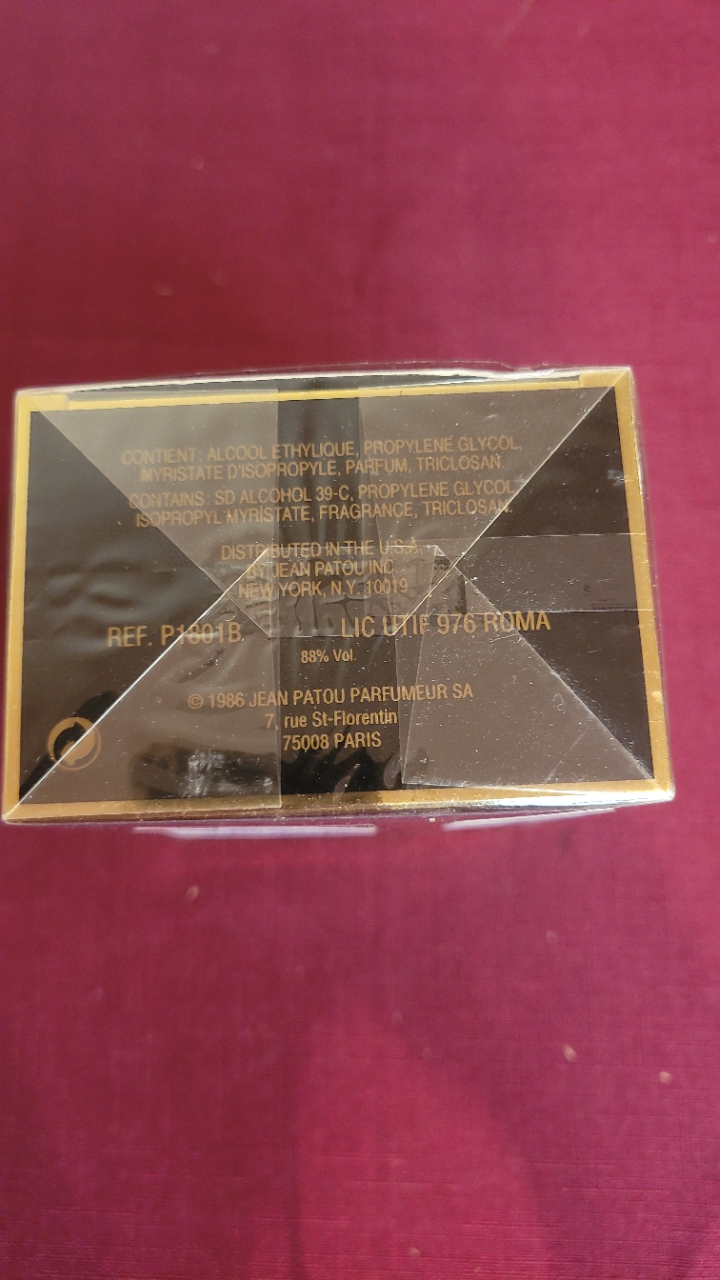 CONTIENT: ALCOOL ETHYLIQUE, PROPYLENE GLYCOL,
MYRISTATE D'ISOPROPYLE, PARFUM, TRICLOSAN.
CONTAINS: SD ALCOHOL 39-C, PROPYLENE GLYCOL,
ISOPROPYL MYRISTATE, FRAGRANCE, TRICLOSAN.
DISTRIBUTED IN THE U.S.A.
BY JEAN PATOU INC.
NEW YORK, N.Y. 10019
REF. P1801B. LIC UTIF 976 ROMA
88% Vol.
© 1986 JEAN PATOU PARFUMEUR SA
7, rue St-Florentin
75008 PARIS